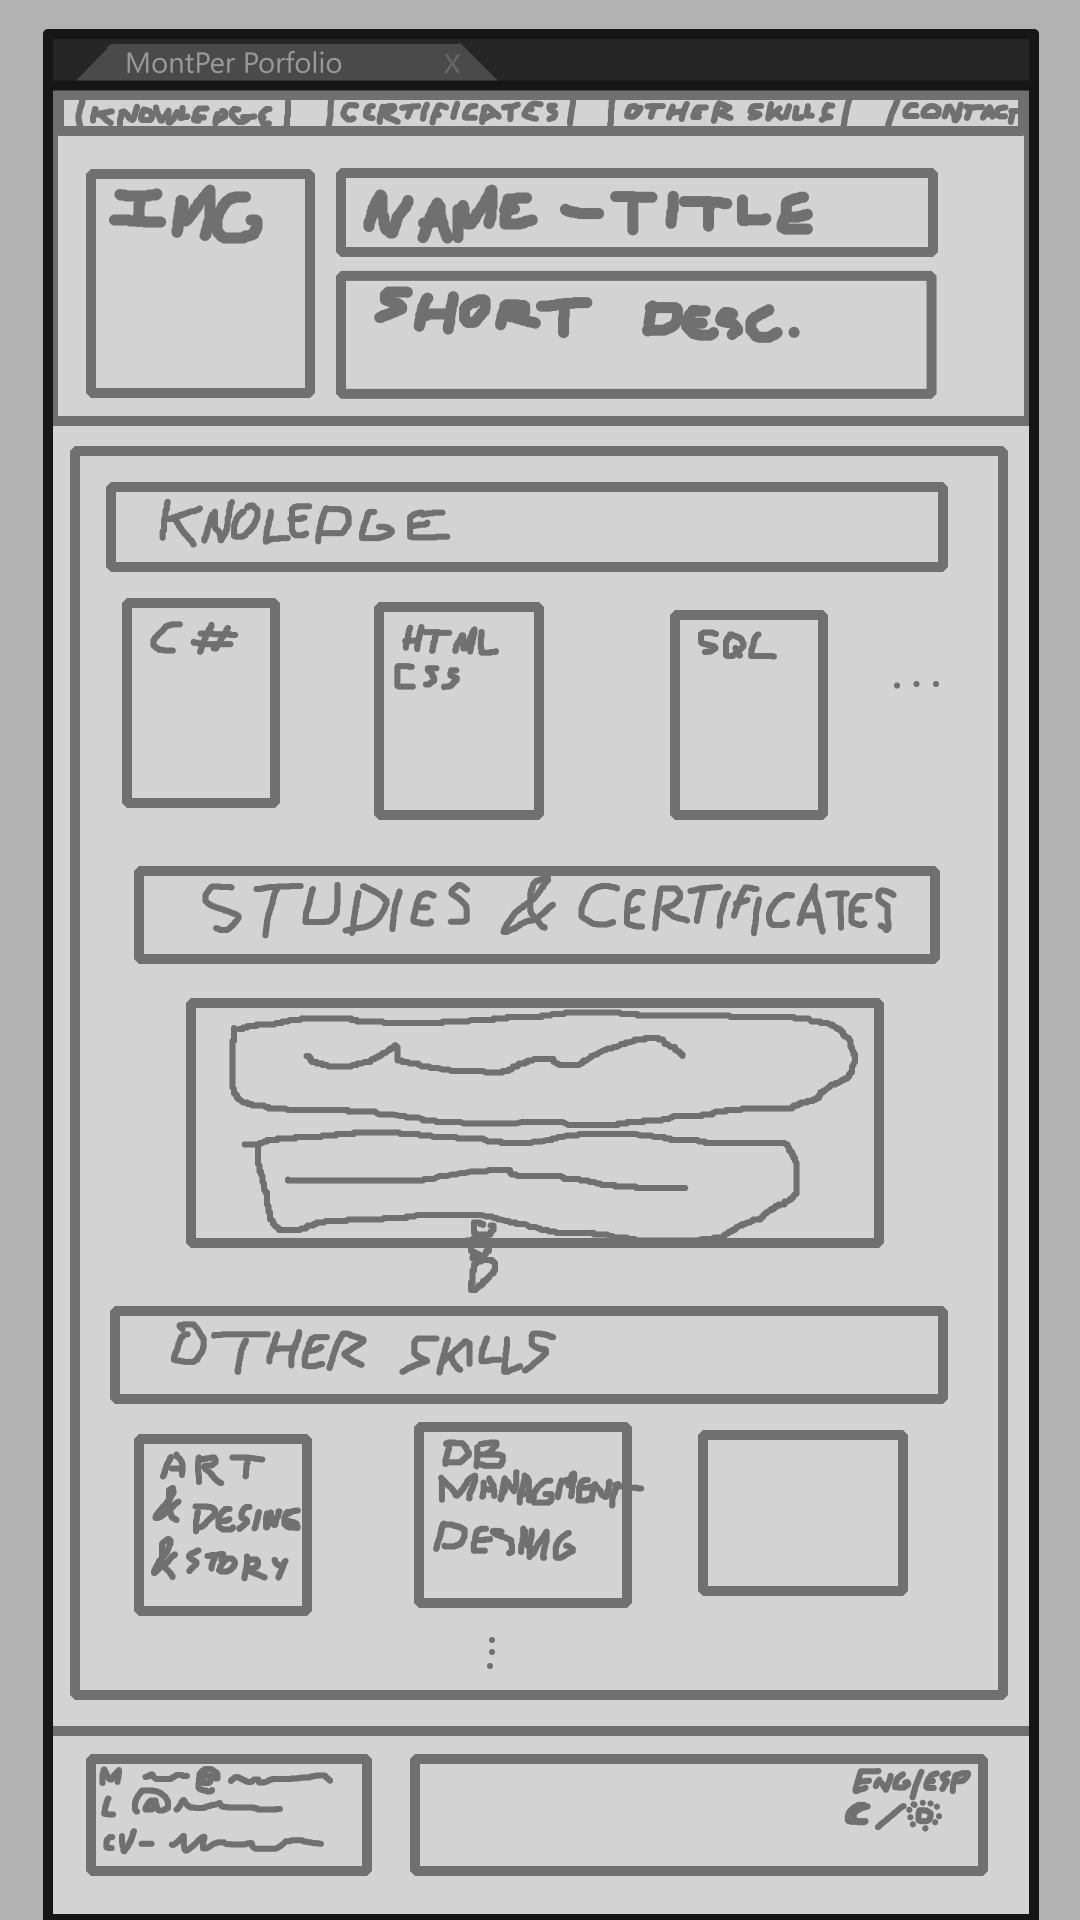 MontPer Porfolio X
KNOWLEDGE CERTIFICATES OTHER SKILLS CONTACT
IMG
NAME - TITLE
SHORT DESC.
KNOLEDGE
C#
HTML
CSS
SQL
...
STUDIES & CERTIFICATES
OTHER SKILLS
ART
& DESING
& STORY
DB
MANAGMENT
DESING
M @
L @
CV-
ENG/ESP